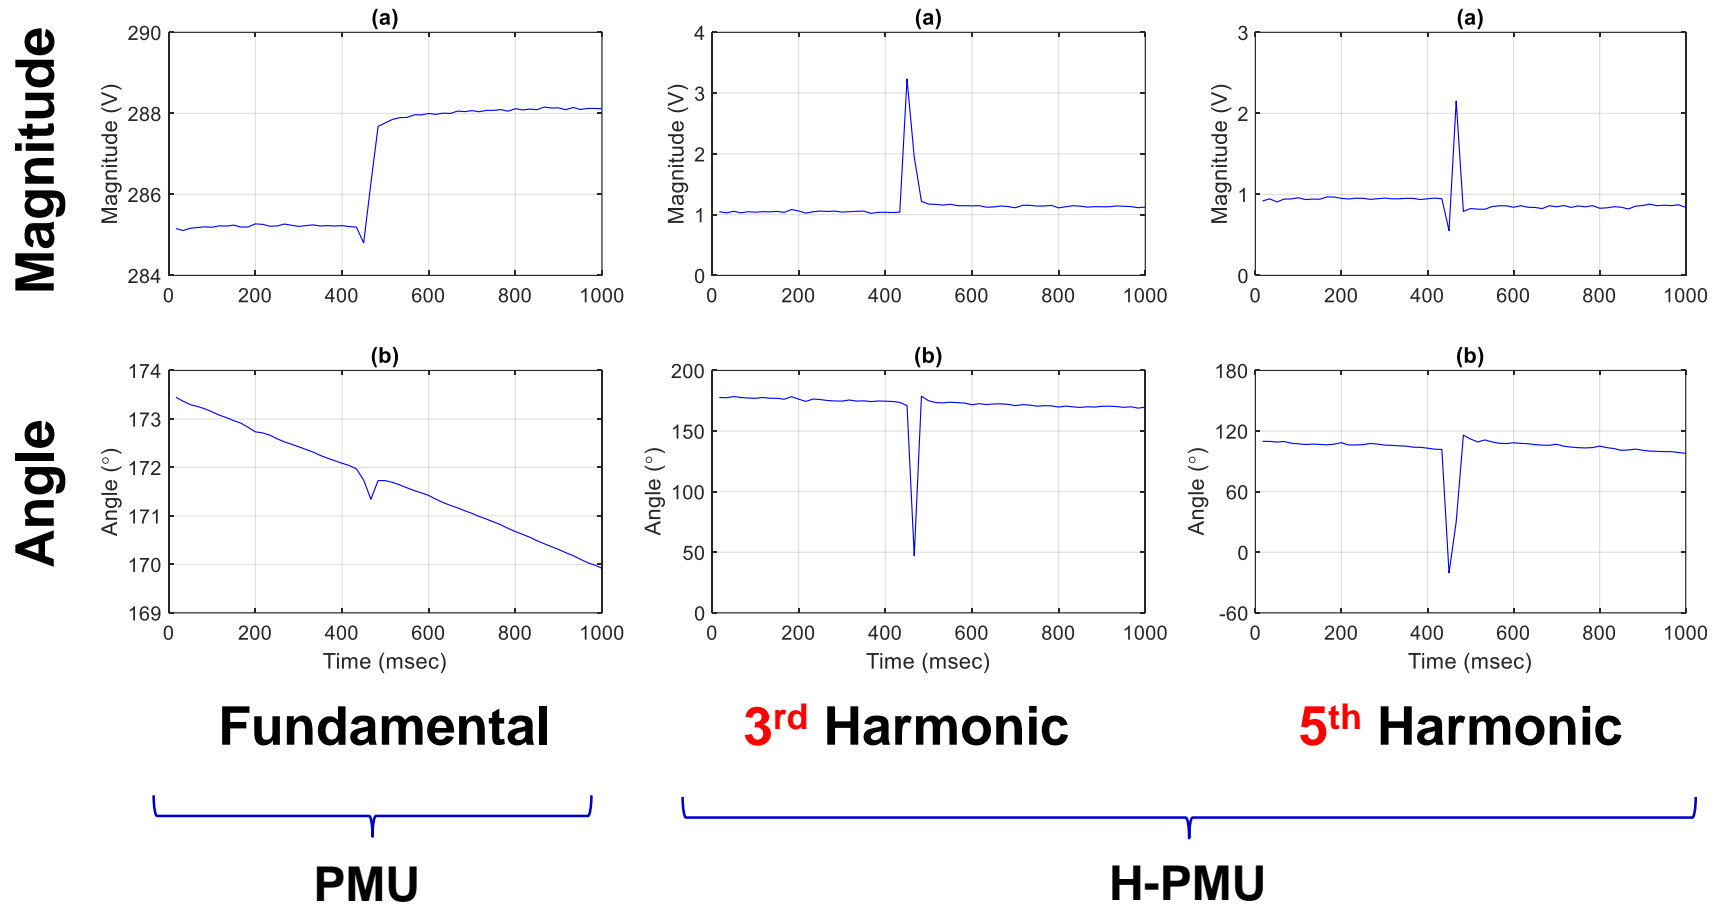 Magnitude
(a)
Magnitude (V)
290
288
286
284
0 200 400 600 800 1000
(a)
Magnitude (V)
4
3
2
1
0
0 200 400 600 800 1000
(a)
Magnitude (V)
3
2
1
0
0 200 400 600 800 1000
Angle
(b)
Angle (°)
174
173
172
171
170
169
0 200 400 600 800 1000
Time (msec)
(b)
Angle (°)
200
150
100
50
0
0 200 400 600 800 1000
Time (msec)
(b)
Angle (°)
180
120
60
0
-60
0 200 400 600 800 1000
Time (msec)
Fundamental
3rd Harmonic
5th Harmonic
PMU
H-PMU